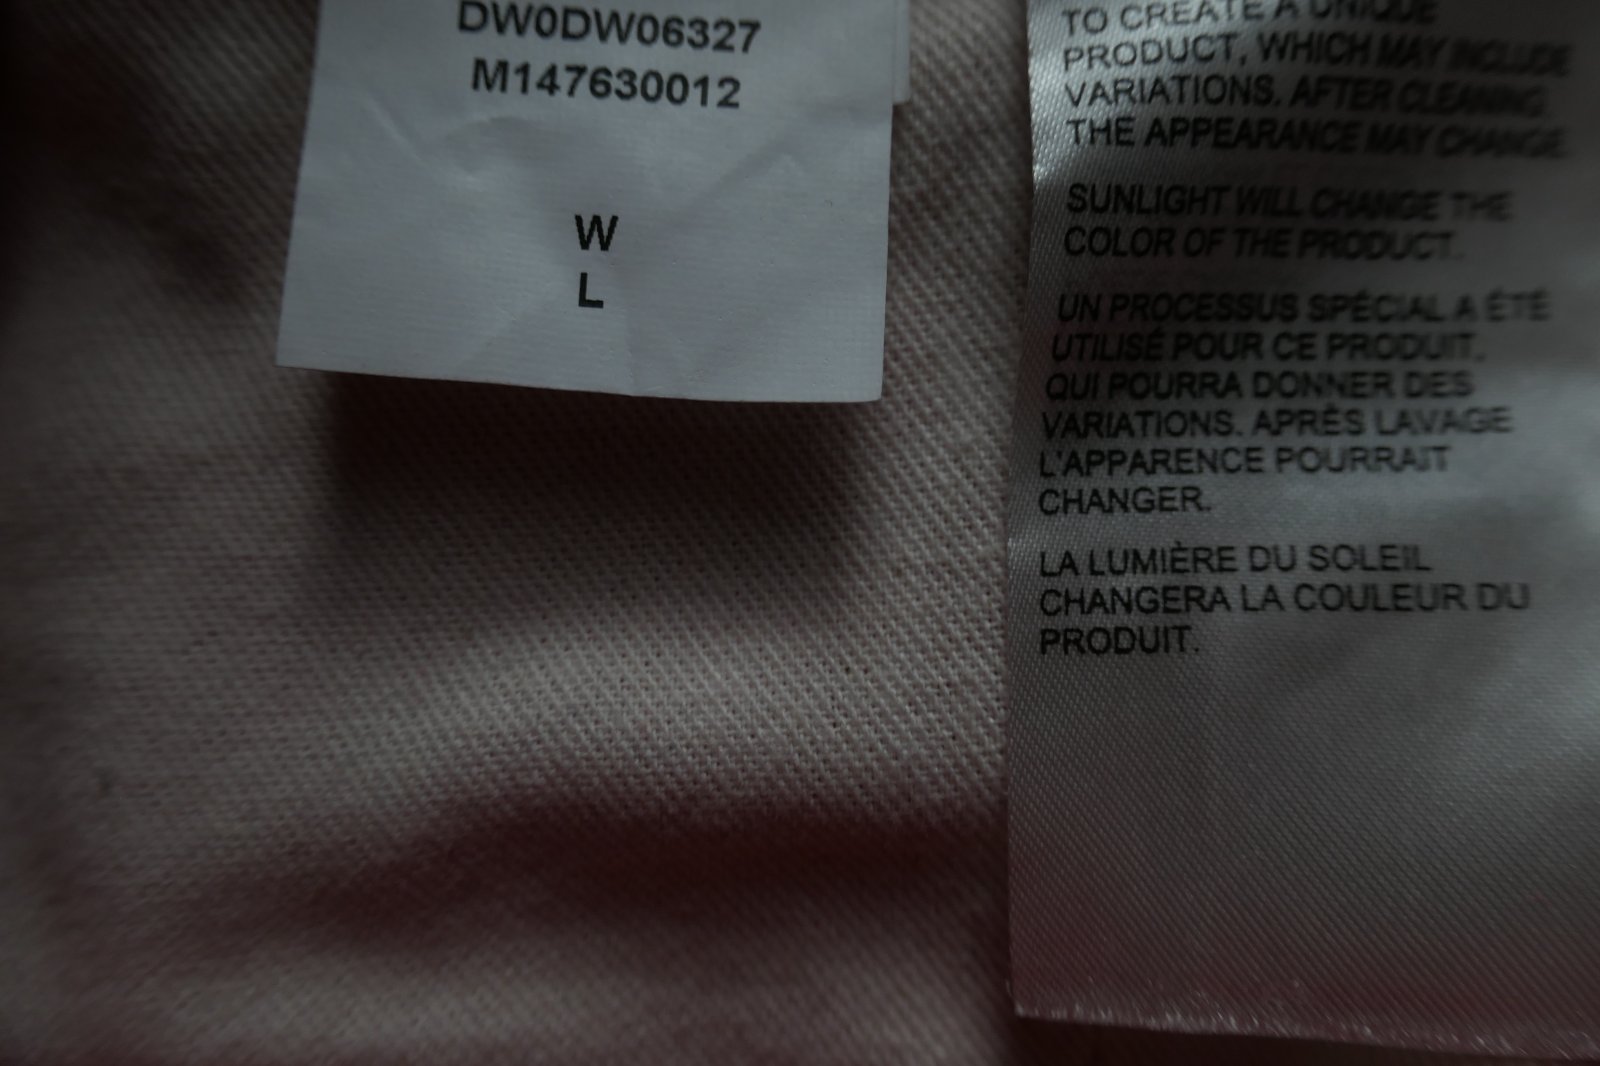 DW0DW06327
M147630012
W
L
TO CREATE A UNIQUE
PRODUCT, WHICH MAY INCLUDE
VARIATIONS. AFTER CLEANING
THE APPEARANCE MAY CHANGE.
SUNLIGHT WILL CHANGE THE
COLOR OF THE PRODUCT.
UN PROCESSUS SPÉCIAL A ÉTÉ
UTILISÉ POUR CE PRODUIT,
QUI POURRA DONNER DES
VARIATIONS. APRÈS LAVAGE
L'APPARENCE POURRAIT
CHANGER.
LA LUMIÈRE DU SOLEIL
CHANGERA LA COULEUR DU
PRODUIT.